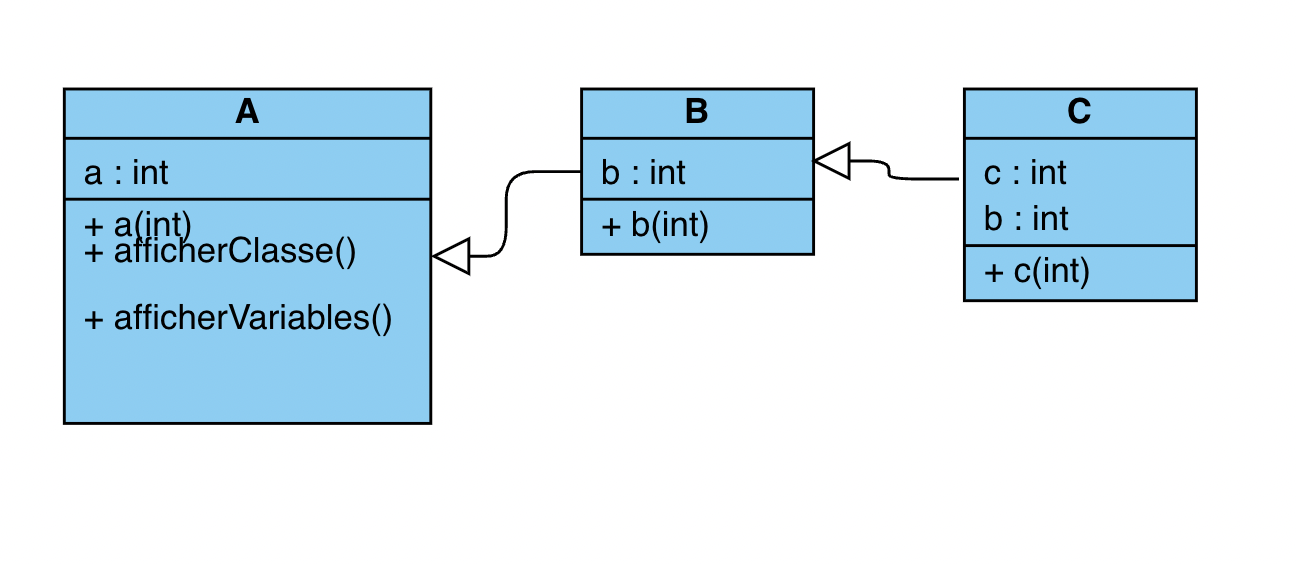 A
a : int
+ a(int)
+ afficherClasse()
+ afficherVariables()
B
b : int
+ b(int)
C
c : int
b : int
+ c(int)